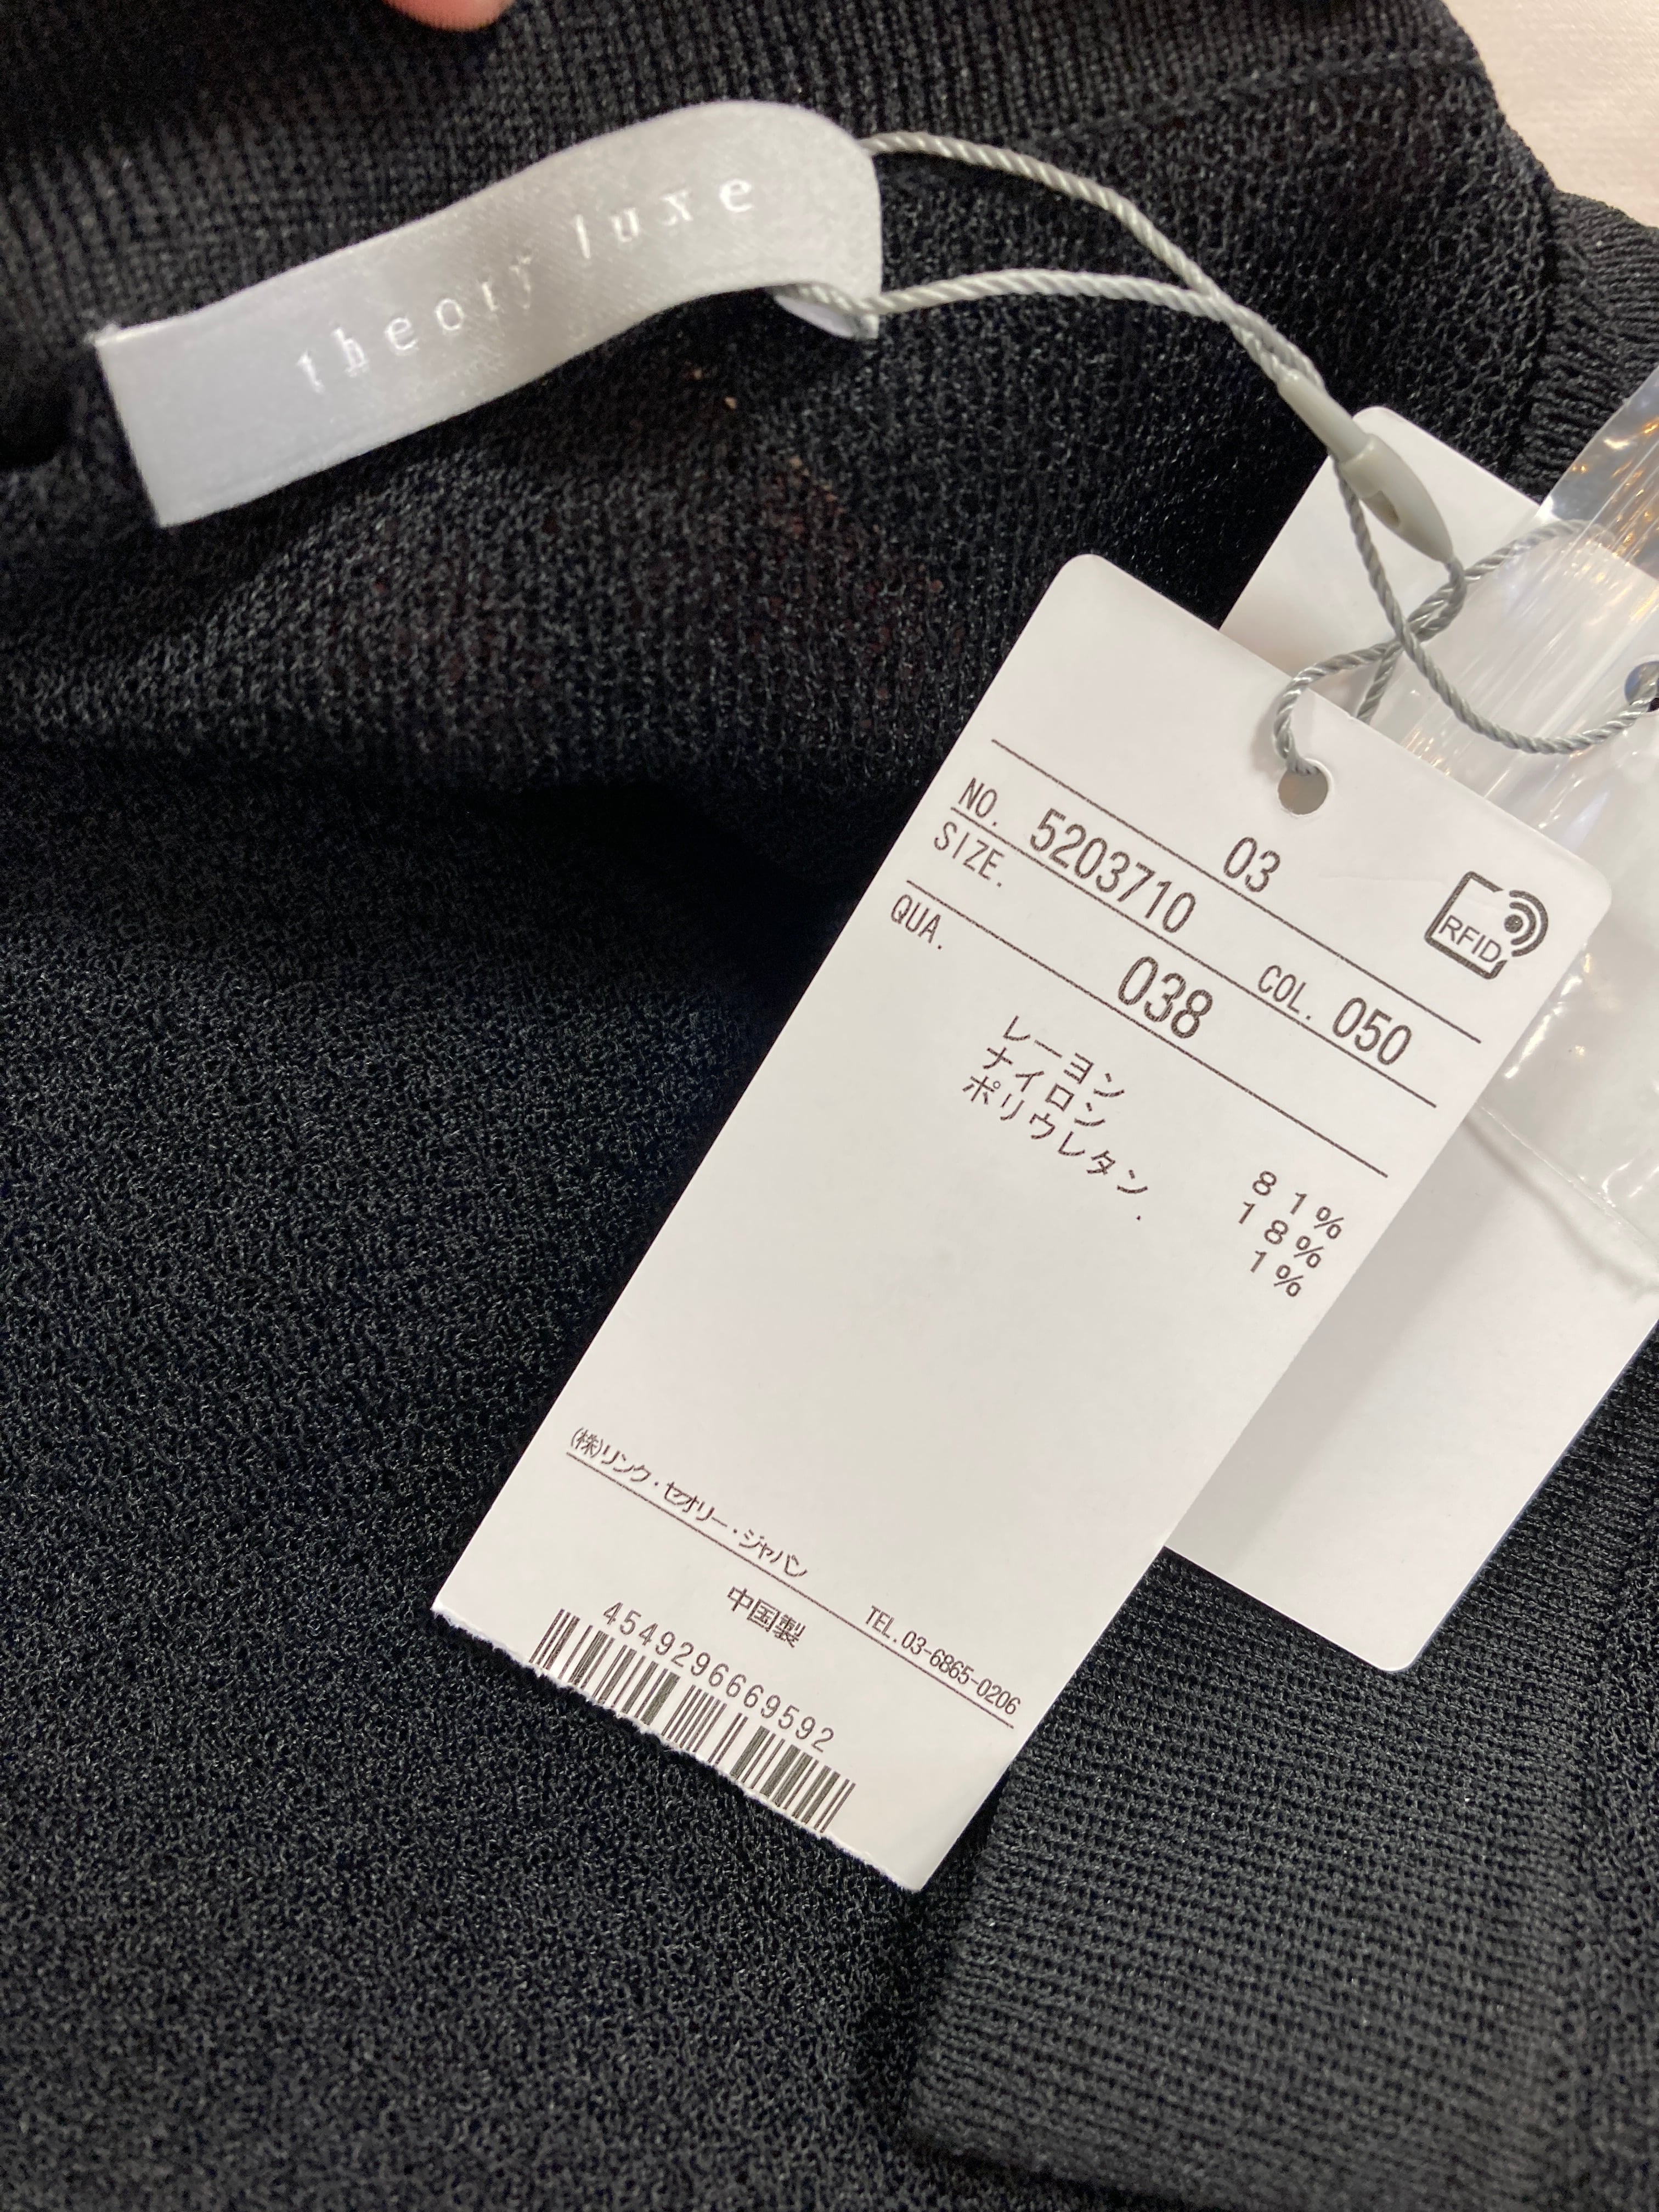 theory luxe
03
RFID
NO. 5203710 COL. 050
SIZE. 038
QUA.
レーヨン 81%
ナイロン 18%
ポリウレタン 1%
.
(株)リンク・セオリー・ジャパン
TEL.03-6865-0206
中国製
4549296669592